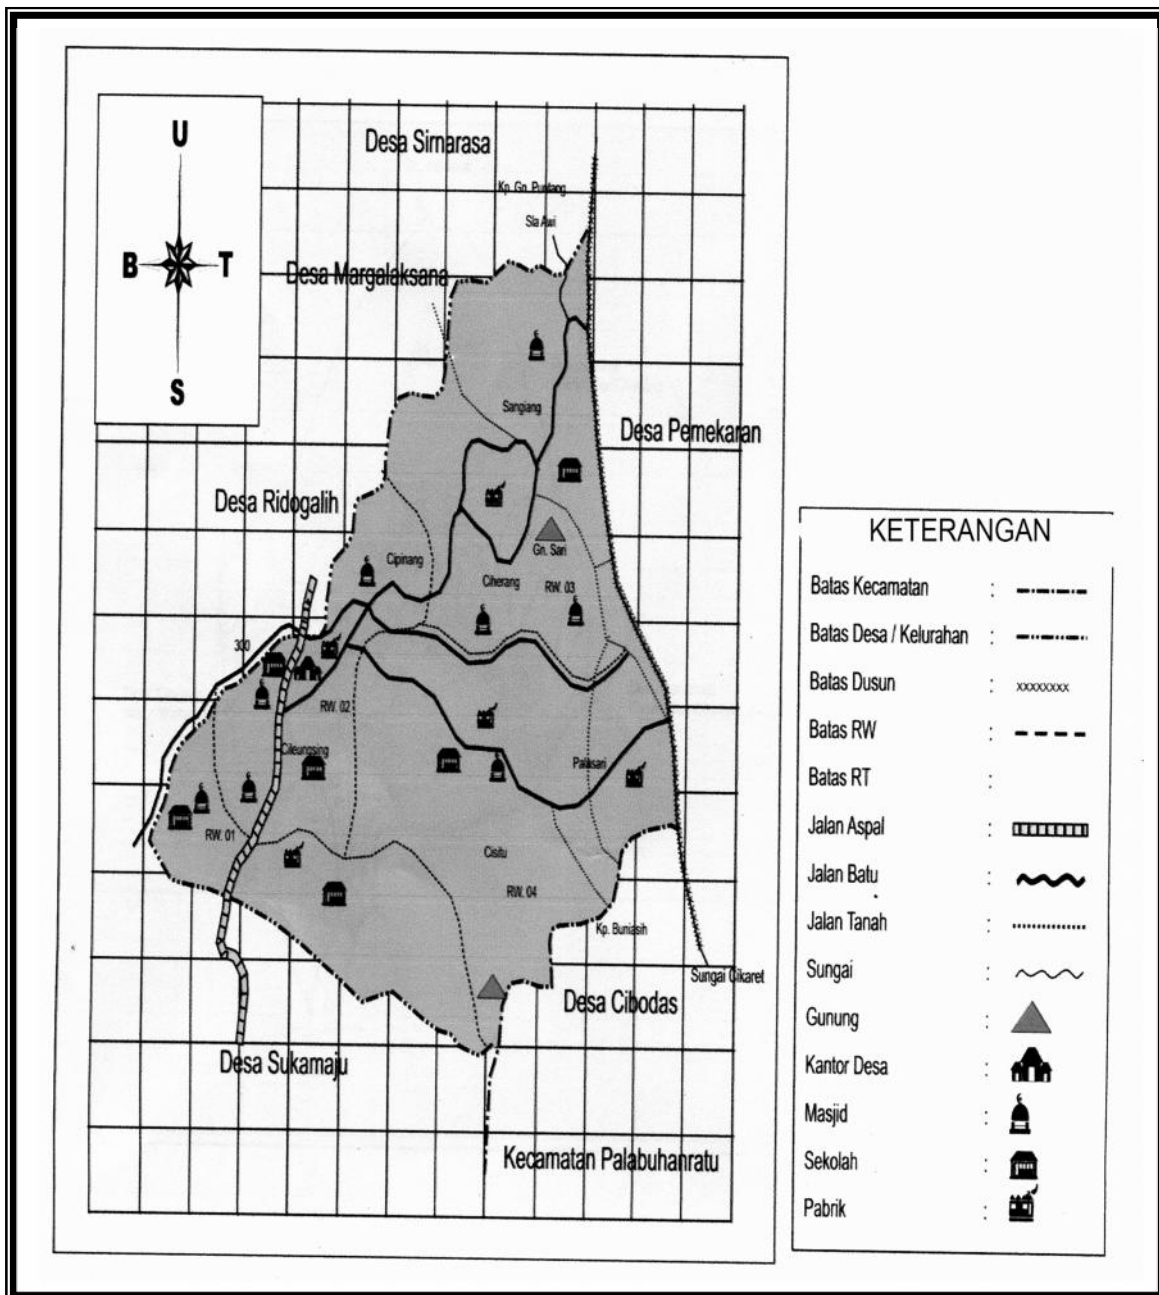 U
B
T
S
Desa Sirnarasa
Kp. Gn. Puntang
Sla Awi
Desa Margalaksana
Sangiang
Desa Pemekaran
Desa Ridogalih
Cipinang
Gn. Sari
Ciherang
RW. 03
300
RW. 02
Cileungsing
Palasari
RW. 01
Cisitu
RW. 04
Kp. Buniasih
Sungai Cikaret
Desa Cibodas
Desa Sukamaju
Kecamatan Palabuhanratu
KETERANGAN
Batas Kecamatan :
Batas Desa / Kelurahan :
Batas Dusun : xxxxxxxx
Batas RW :
Batas RT :
Jalan Aspal :
Jalan Batu :
Jalan Tanah :
Sungai :
Gunung :
Kantor Desa :
Masjid :
Sekolah :
Pabrik :